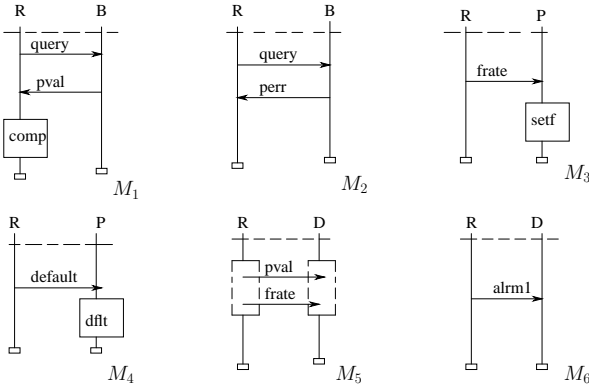 R B
query
pval
comp
M1
R B
query
perr
M2
R P
frate
setf
M3
R P
default
dflt
M4
R D
pval
frate
M5
R D
alrm1
M6